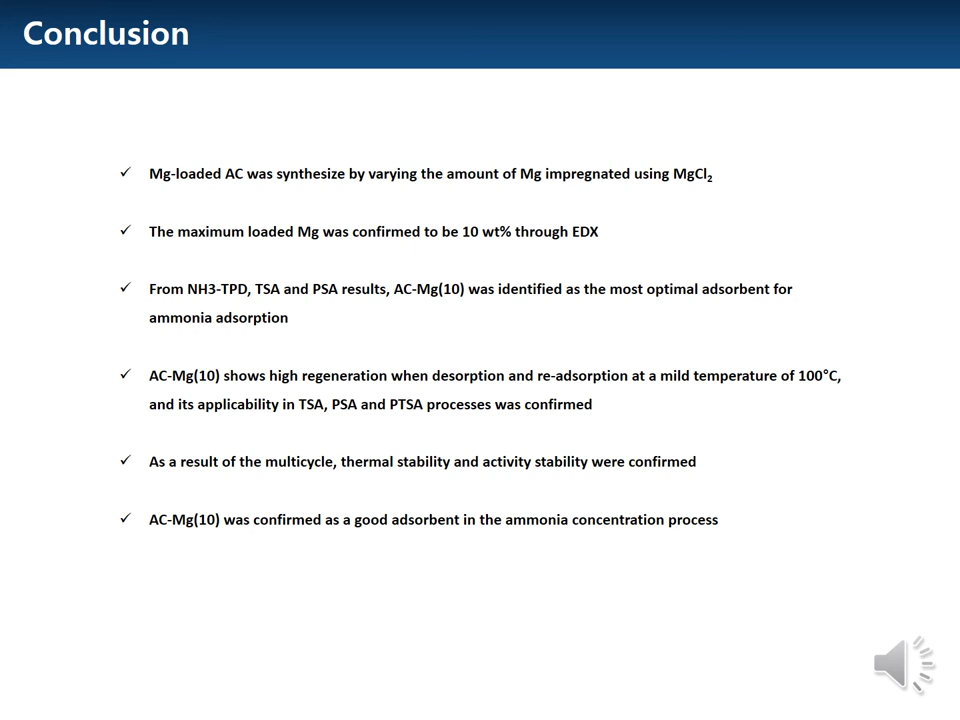 Conclusion
✓ Mg-loaded AC was synthesize by varying the amount of Mg impregnated using MgCl₂
✓ The maximum loaded Mg was confirmed to be 10 wt% through EDX
✓ From NH3-TPD, TSA and PSA results, AC-Mg(10) was identified as the most optimal adsorbent for
ammonia adsorption
✓ AC-Mg(10) shows high regeneration when desorption and re-adsorption at a mild temperature of 100°C,
and its applicability in TSA, PSA and PTSA processes was confirmed
✓ As a result of the multicycle, thermal stability and activity stability were confirmed
✓ AC-Mg(10) was confirmed as a good adsorbent in the ammonia concentration process